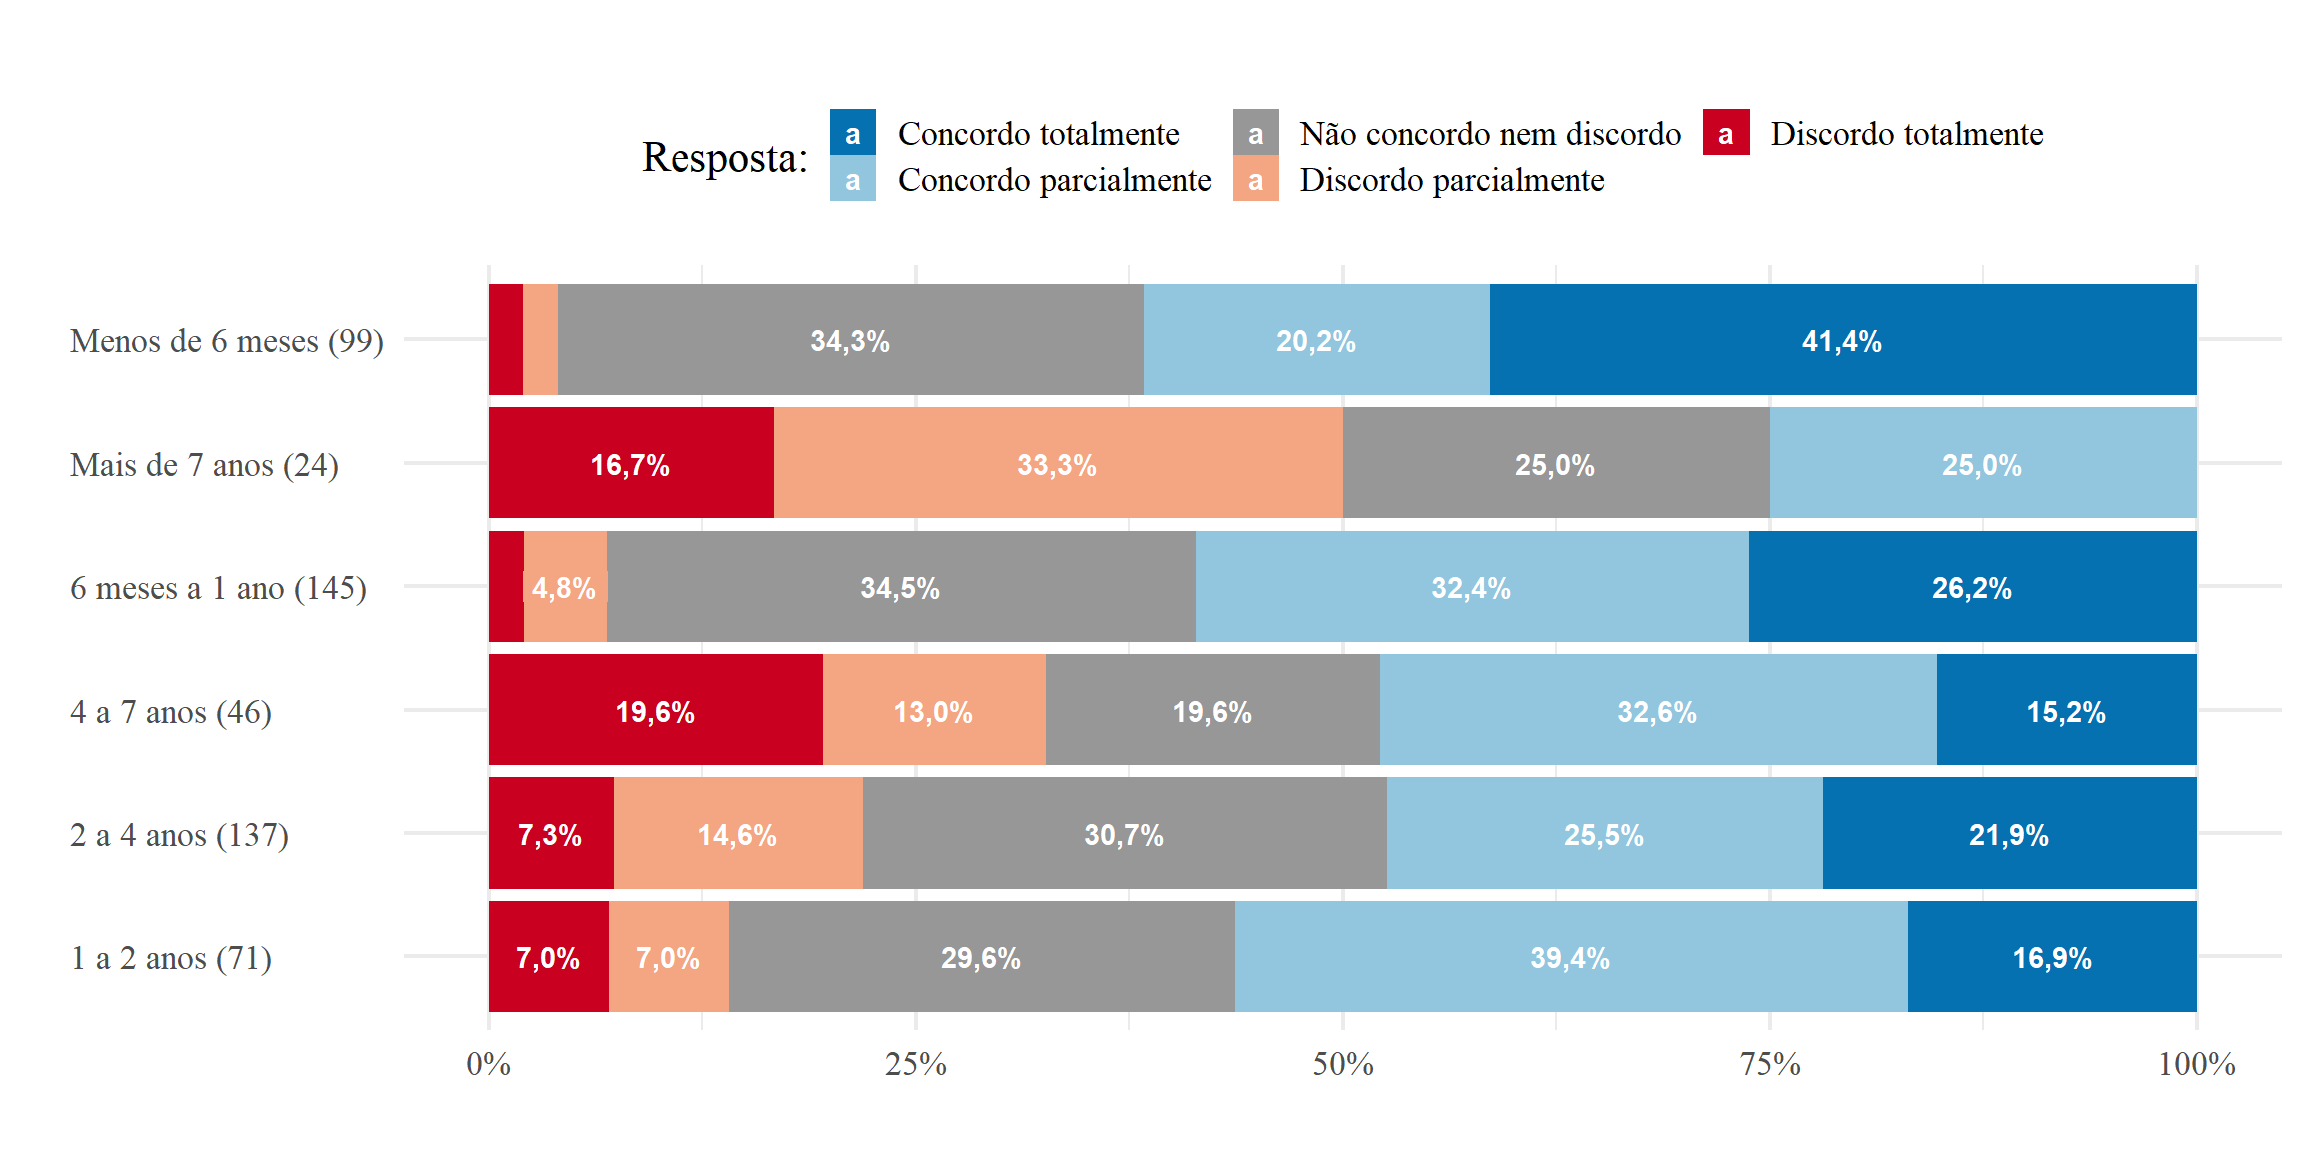 Resposta:
a Concordo totalmente a Não concordo nem discordo a Discordo totalmente
a Concordo parcialmente a Discordo parcialmente
Menos de 6 meses (99) 34,3% 20,2% 41,4%
Mais de 7 anos (24) 16,7% 33,3% 25,0% 25,0%
6 meses a 1 ano (145) 4,8% 34,5% 32,4% 26,2%
4 a 7 anos (46) 19,6% 13,0% 19,6% 32,6% 15,2%
2 a 4 anos (137) 7,3% 14,6% 30,7% 25,5% 21,9%
1 a 2 anos (71) 7,0% 7,0% 29,6% 39,4% 16,9%
0% 25% 50% 75% 100%